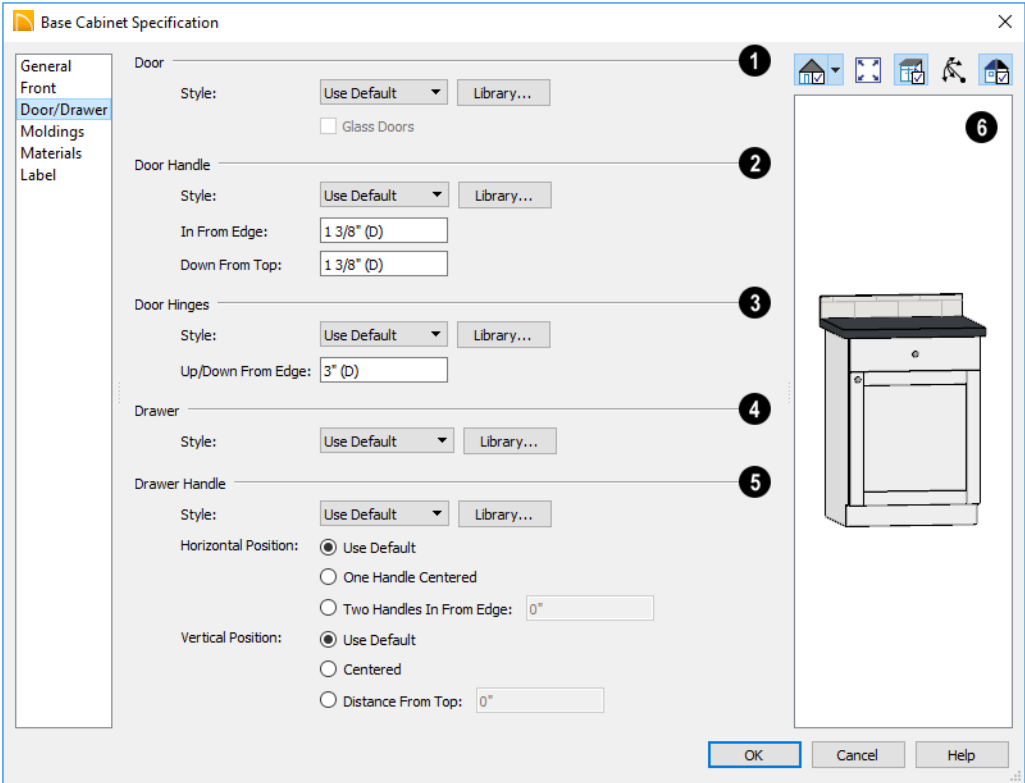 Base Cabinet Specification
General
Front
Door/Drawer
Moldings
Materials
Label
Door 1
Style: Use Default Library...
Glass Doors
Door Handle 2
Style: Use Default Library...
In From Edge: 1 3/8" (D)
Down From Top: 1 3/8" (D)
Door Hinges 3
Style: Use Default Library...
Up/Down From Edge: 3" (D)
Drawer 4
Style: Use Default Library...
Drawer Handle 5
Style: Use Default Library...
Horizontal Position: Use Default
One Handle Centered
Two Handles In From Edge: 0"
Vertical Position: Use Default
Centered
Distance From Top: 0"
6
OK Cancel Help